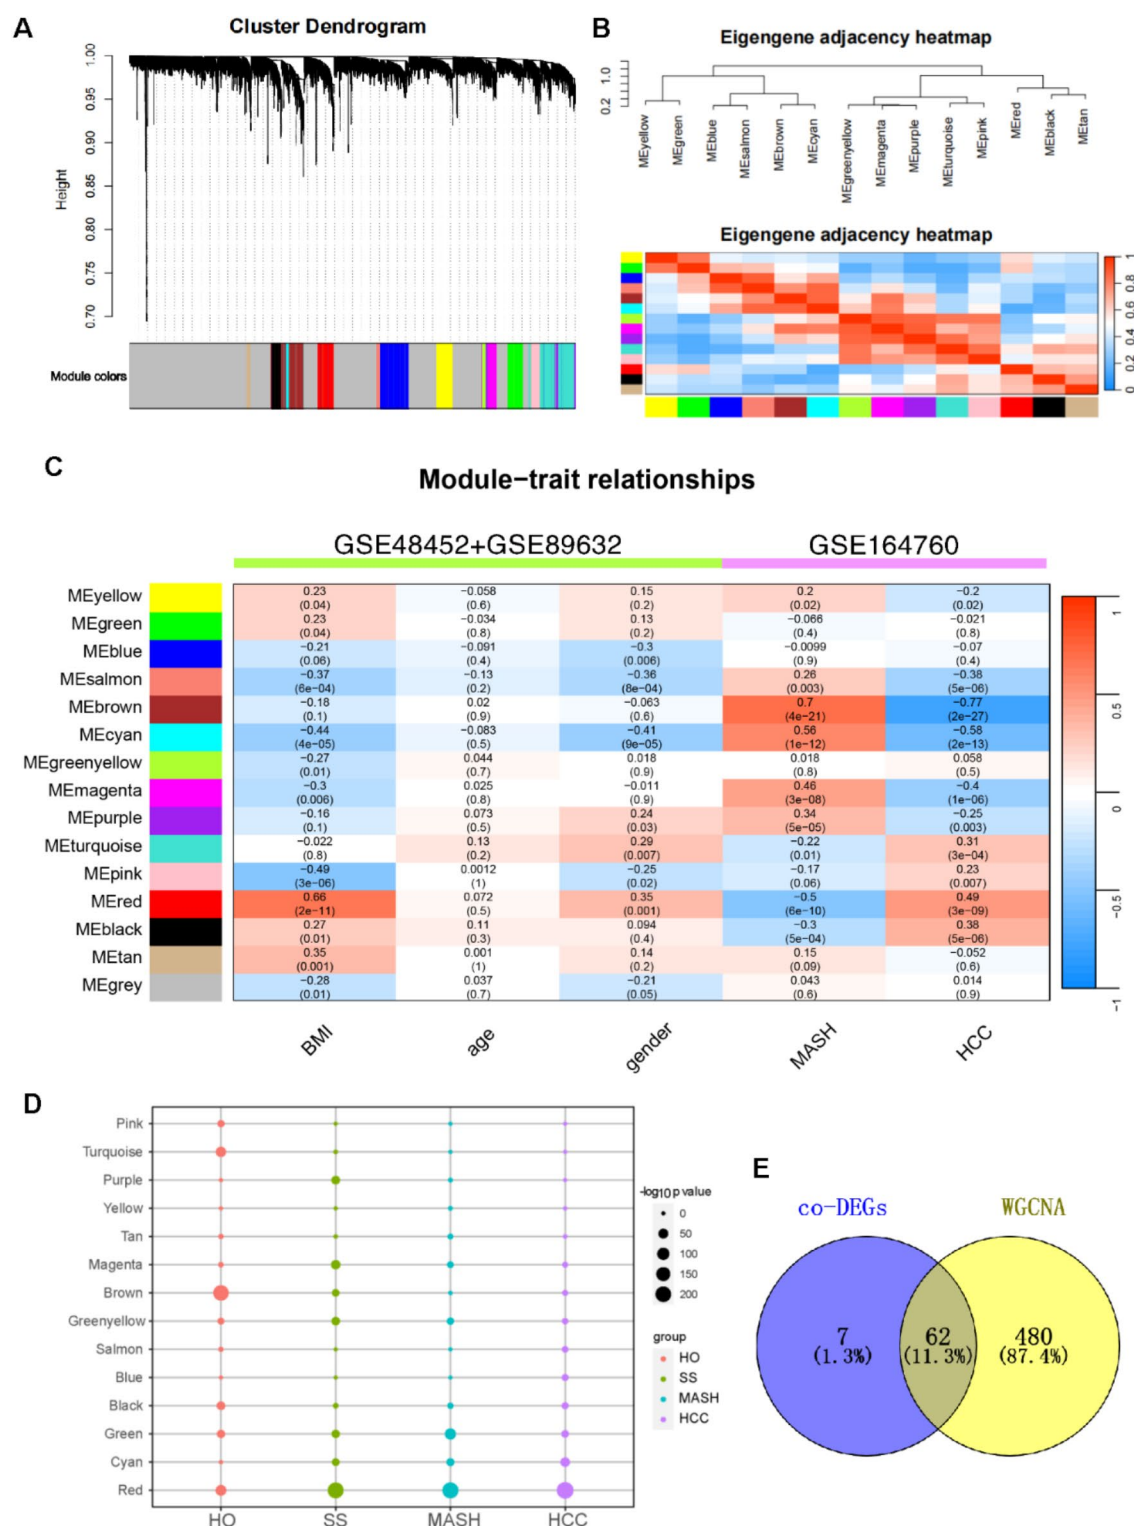 A
Cluster Dendrogram
Height
1.00
0.95
0.90
0.85
0.80
0.75
0.70
Module colors
B
Eigengene adjacency heatmap
1.0
0.2
MEyellow
MEgreen
MEblue
MEsalmon
MEbrown
MEcyan
MEgreenyellow
MEmagenta
MEpurple
MEturquoise
MEpink
MEred
MEblack
MEtan
Eigengene adjacency heatmap
1
0.8
0.6
0.4
0.2
0
C
Module−trait relationships
GSE48452+GSE89632 GSE164760
MEyellow 0.23 −0.058 0.15 0.2 −0.2
(0.04) (0.6) (0.2) (0.02) (0.02)
MEgreen 0.23 −0.034 0.13 −0.066 −0.021
(0.04) (0.8) (0.2) (0.4) (0.8)
MEblue −0.21 −0.091 −0.3 −0.0099 −0.07
(0.06) (0.4) (0.006) (0.9) (0.4)
MEsalmon −0.37 −0.13 −0.36 0.26 −0.38
(6e−04) (0.2) (8e−04) (0.003) (5e−06)
MEbrown −0.18 0.02 −0.063 0.7 −0.77
(0.1) (0.9) (0.6) (4e−21) (2e−27)
MEcyan −0.44 −0.083 −0.41 0.56 −0.58
(4e−05) (0.5) (9e−05) (1e−12) (2e−13)
MEgreenyellow −0.27 0.044 0.018 0.018 0.058
(0.01) (0.7) (0.9) (0.8) (0.5)
MEmagenta −0.3 0.025 −0.011 0.46 −0.4
(0.006) (0.8) (0.9) (3e−08) (1e−06)
MEpurple −0.16 0.073 0.24 0.34 −0.25
(0.1) (0.5) (0.03) (5e−05) (0.003)
MEturquoise −0.022 0.13 0.29 −0.22 0.31
(0.8) (0.2) (0.007) (0.01) (3e−04)
MEpink −0.49 0.0012 −0.25 −0.17 0.23
(3e−06) (1) (0.02) (0.06) (0.007)
MEred 0.66 0.072 0.35 −0.5 0.49
(2e−11) (0.5) (0.001) (6e−10) (3e−09)
MEblack 0.27 0.11 0.094 −0.3 0.38
(0.01) (0.3) (0.4) (5e−04) (5e−06)
MEtan 0.35 0.001 0.14 0.15 −0.052
(0.001) (1) (0.2) (0.09) (0.6)
MEgrey −0.28 0.037 −0.21 0.043 0.014
(0.01) (0.7) (0.05) (0.6) (0.9)
BMI age gender MASH HCC
1
0.5
0
−0.5
−1
D
Pink
Turquoise
Purple
Yellow
Tan
Magenta
Brown
Greenyellow
Salmon
Blue
Black
Green
Cyan
Red
HO SS MASH HCC
-log10 p value
0
50
100
150
200
group
HO
SS
MASH
HCC
E
co-DEGs WGCNA
7 62 480
(1.3%) (11.3%) (87.4%)